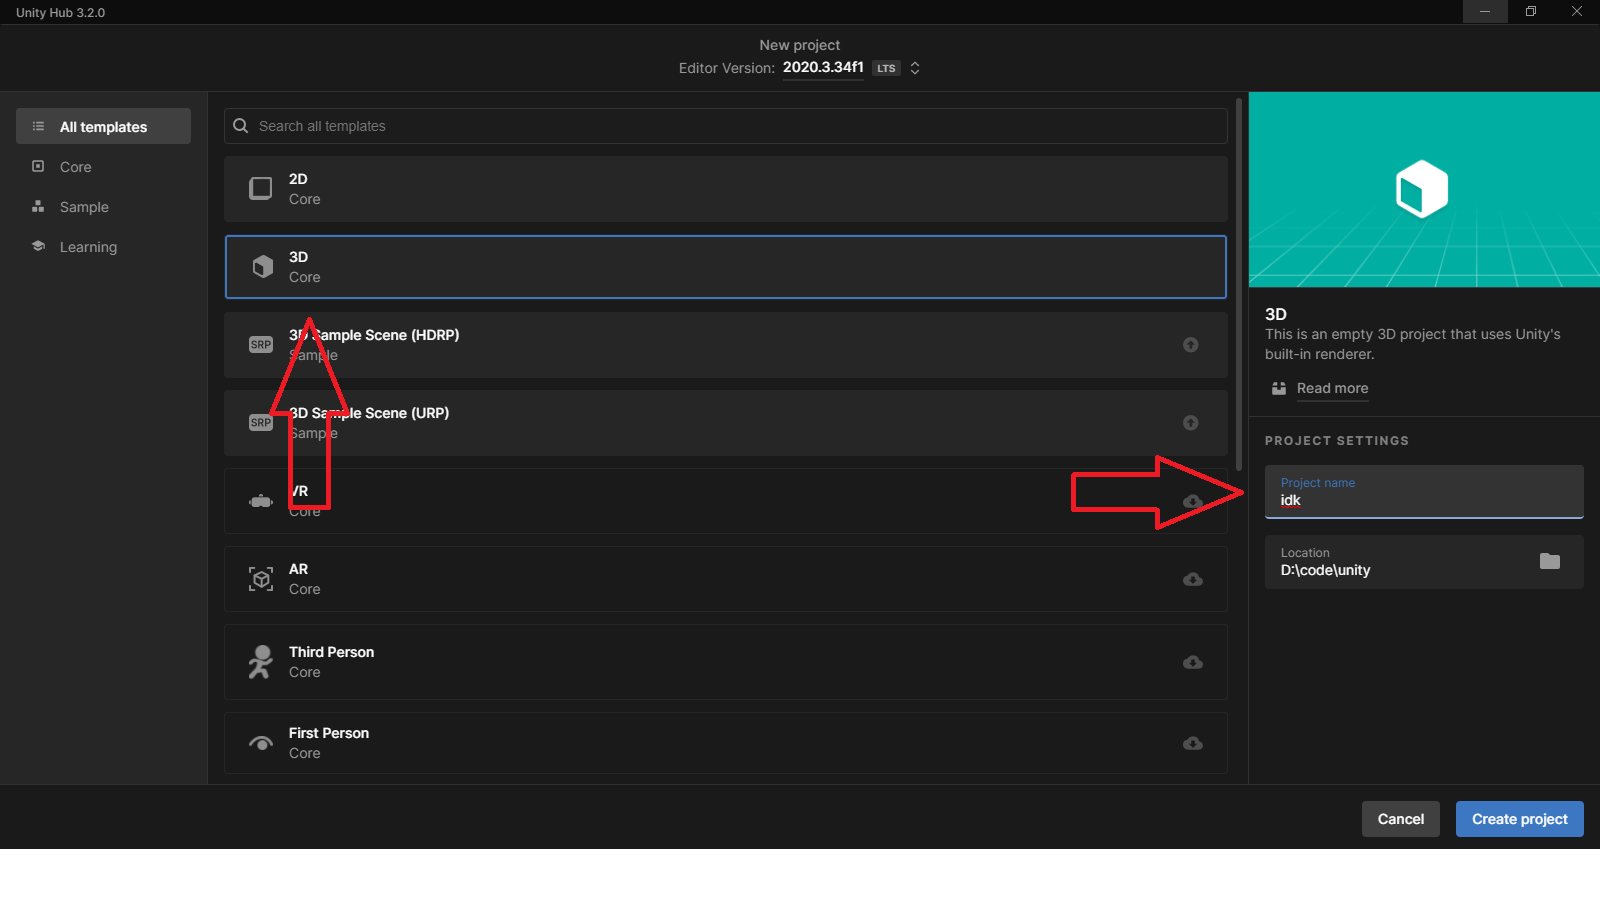 Unity Hub 3.2.0
New project
Editor Version: 2020.3.34f1 LTS
All templates
Core
Sample
Learning
Search all templates
2D
Core
3D
Core
SRP
3D Sample Scene (HDRP)
Sample
SRP
3D Sample Scene (URP)
Sample
VR
Core
AR
Core
Third Person
Core
First Person
Core
3D
This is an empty 3D project that uses Unity's
built-in renderer.
Read more
PROJECT SETTINGS
Project name
idk
Location
D:\code\unity
Cancel
Create project